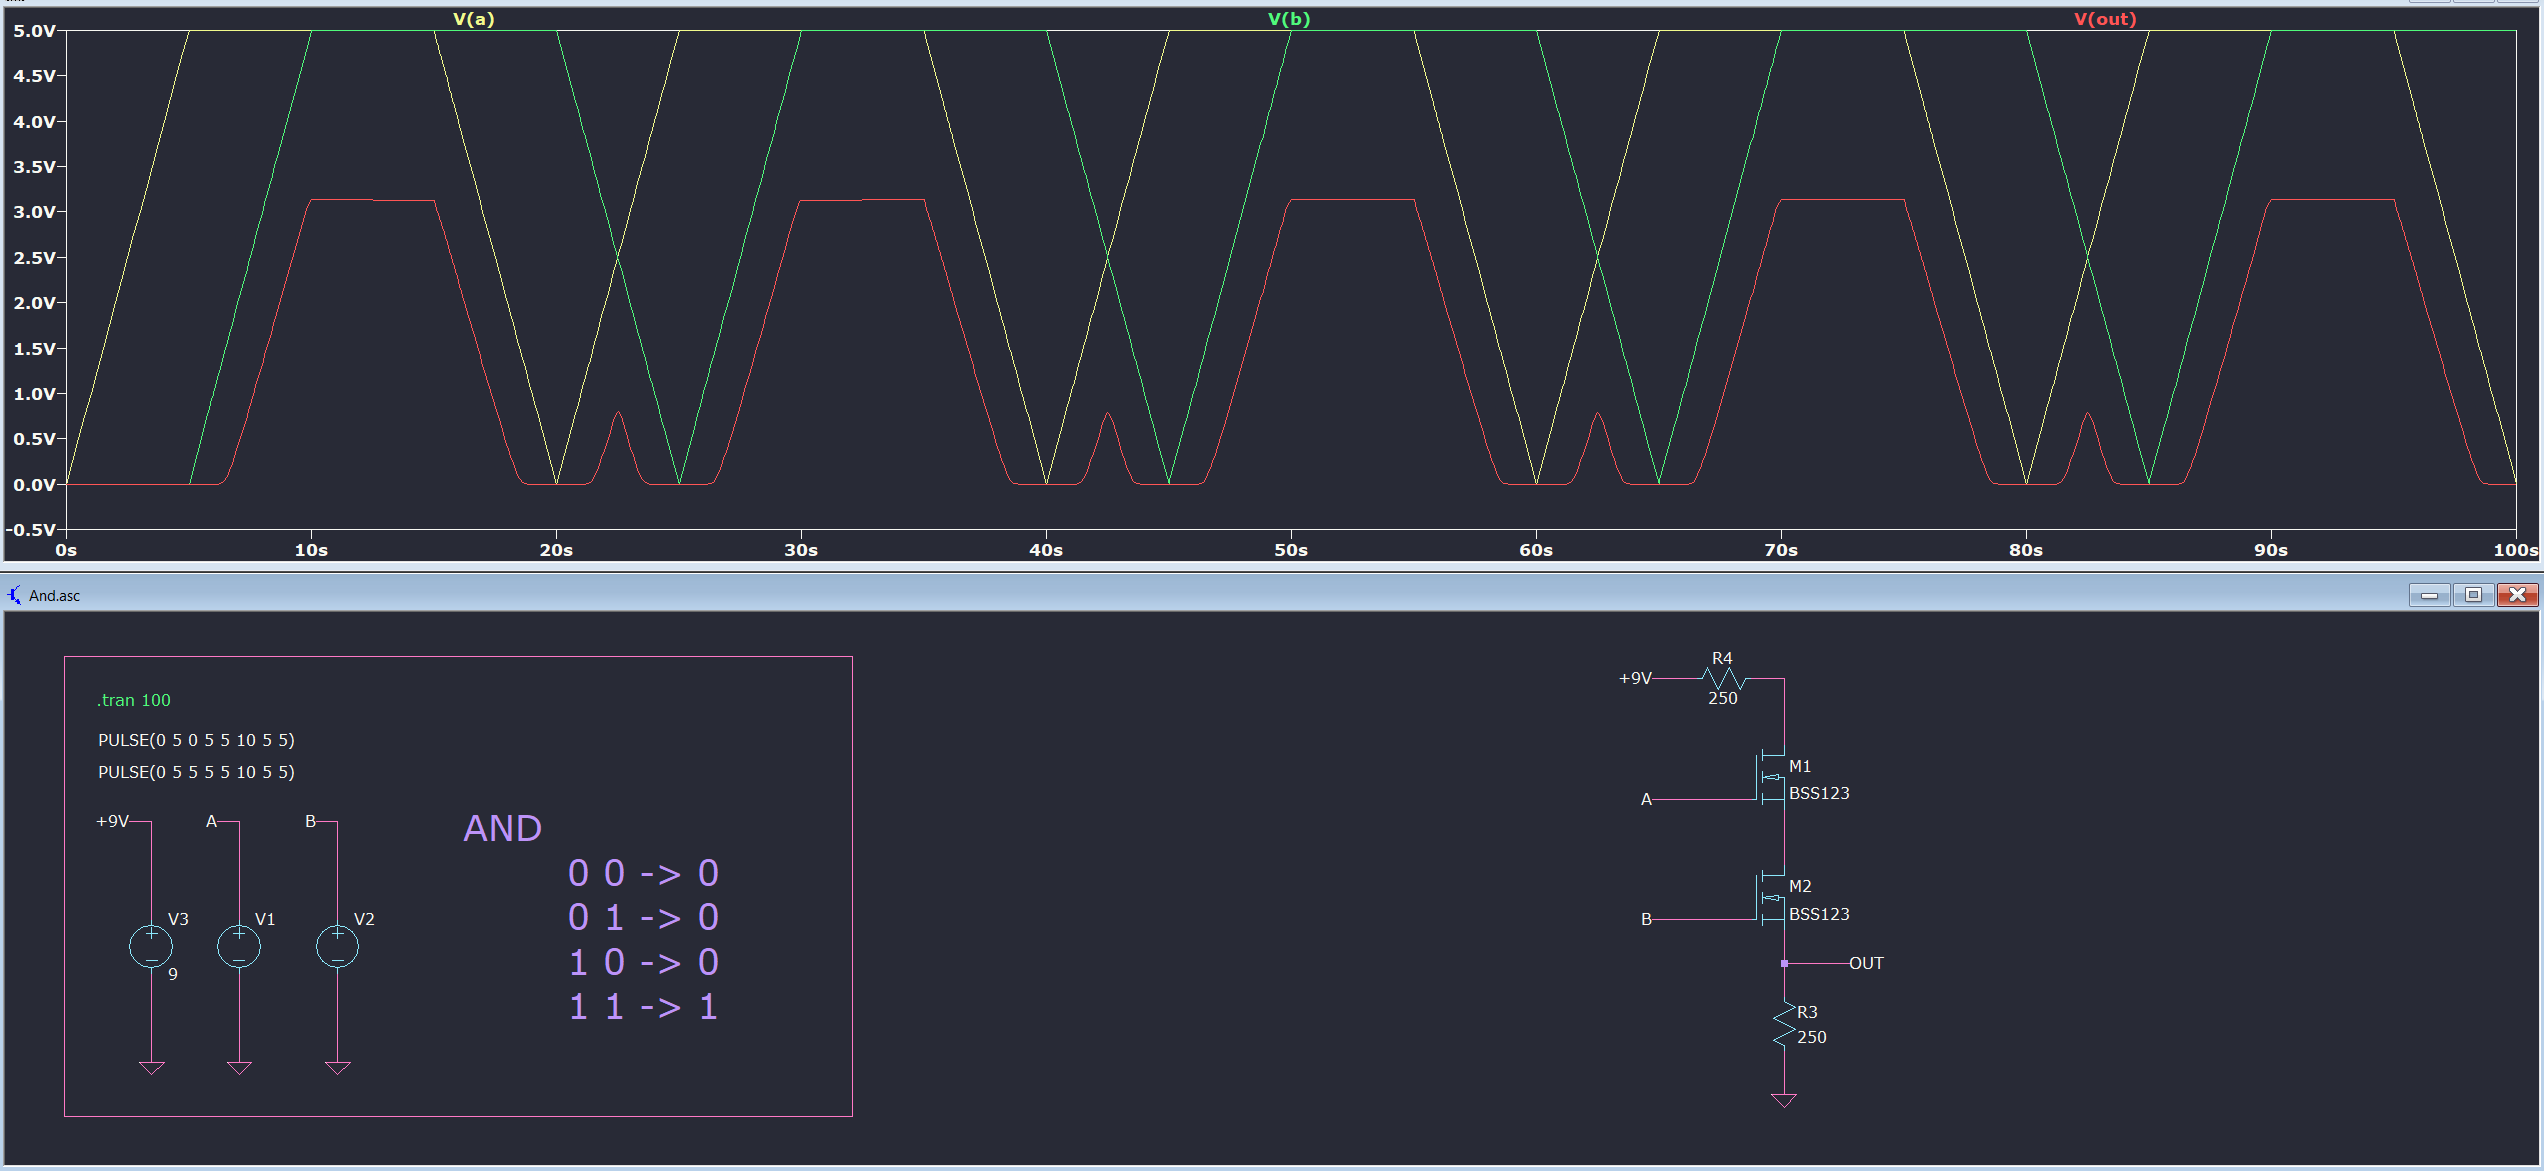 V(a) V(b) V(out)
5.0V
4.5V
4.0V
3.5V
3.0V
2.5V
2.0V
1.5V
1.0V
0.5V
0.0V
-0.5V
0s 10s 20s 30s 40s 50s 60s 70s 80s 90s 100s
And.asc
.tran 100
PULSE(0 5 0 5 5 10 5 5)
PULSE(0 5 5 5 5 10 5 5)
+9V A B
V3 V1 V2
9
AND
0 0 -> 0
0 1 -> 0
1 0 -> 0
1 1 -> 1
R4
+9V
250
M1
A
BSS123
M2
B
BSS123
OUT
R3
250